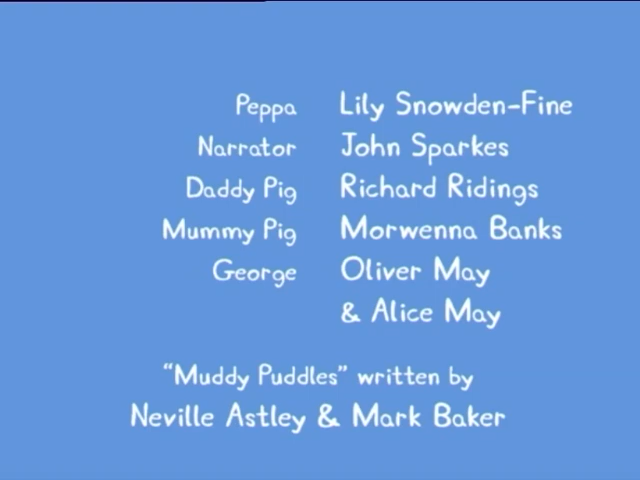 Peppa Lily Snowden-Fine
Narrator John Sparkes
Daddy Pig Richard Ridings
Mummy Pig Morwenna Banks
George Oliver May
& Alice May
"Muddy Puddles" written by
Neville Astley & Mark Baker